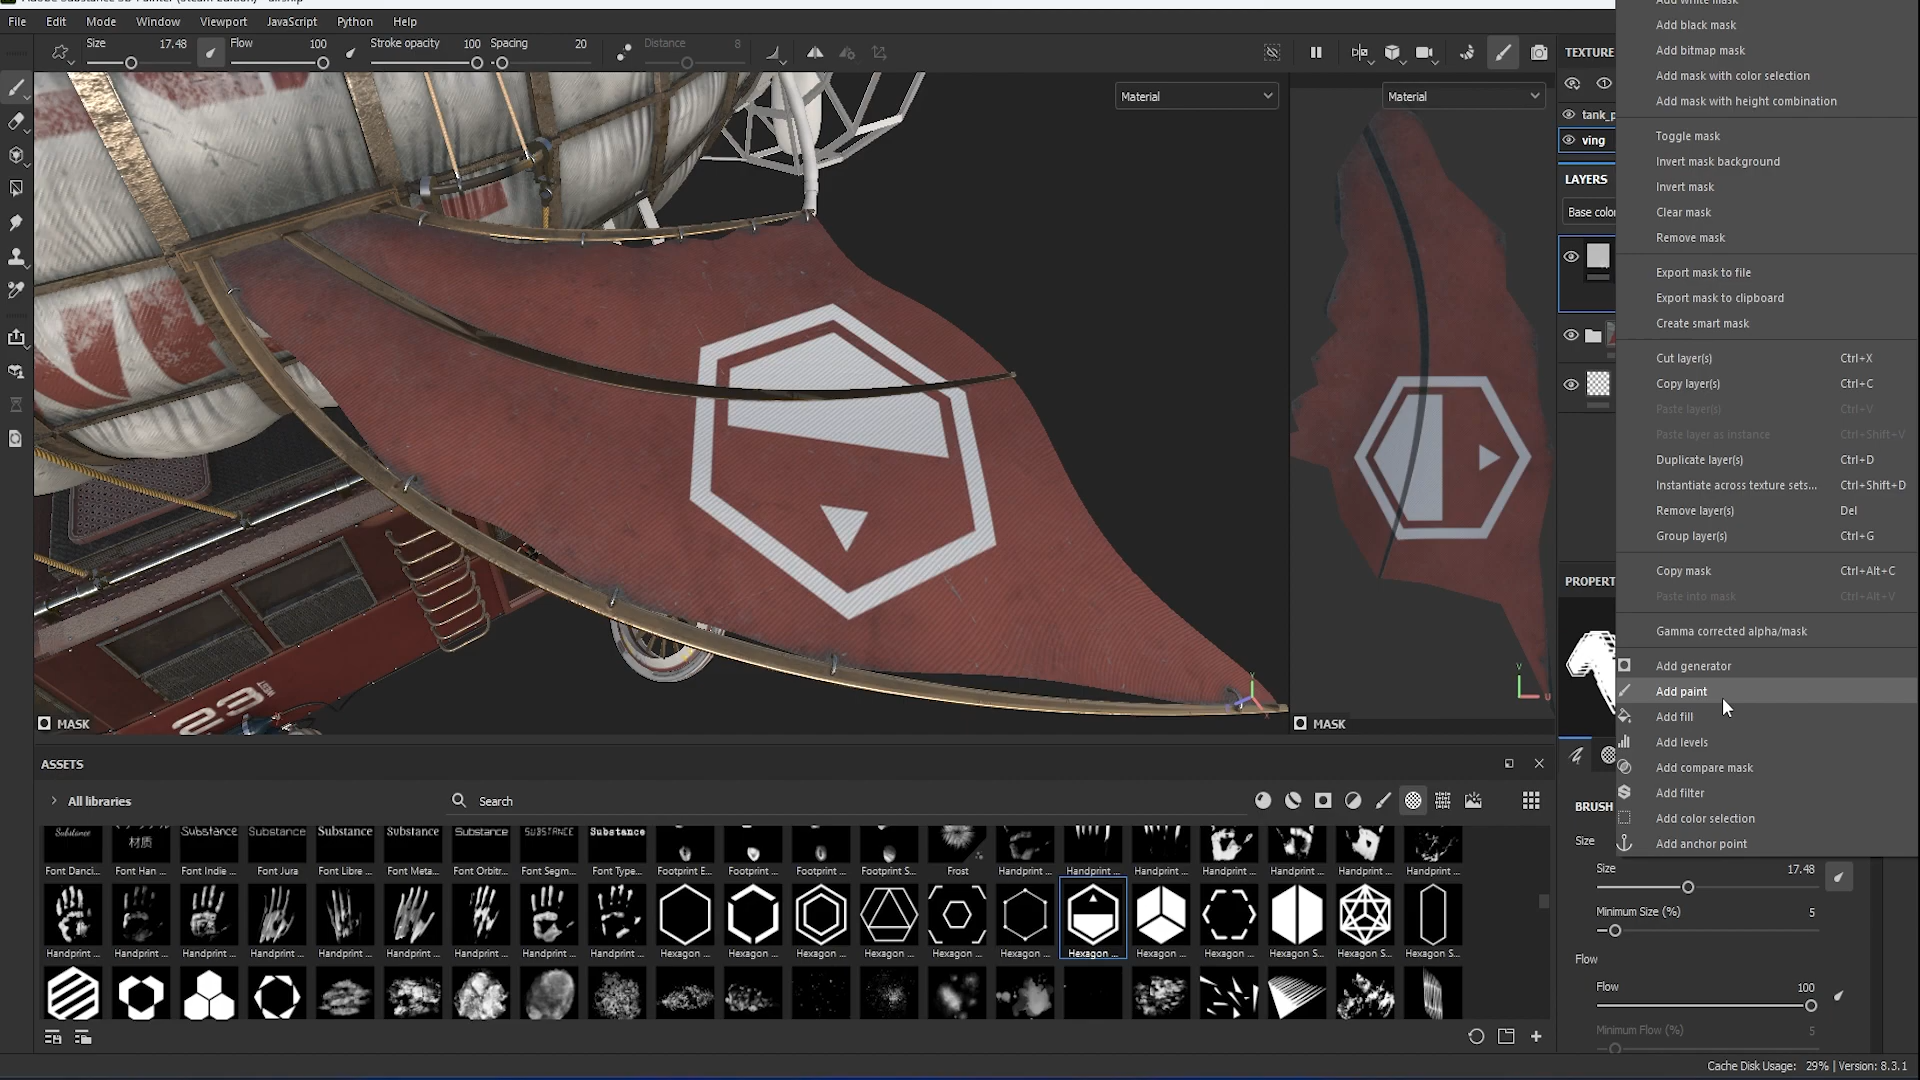 File Edit Mode Window Viewport JavaScript Python Help
Size 17.48 Flow 100 Stroke opacity 100 Spacing 20 Distance 8
Material
Material
MASK
MASK
23
WEST
V
U
TEXTURE
ving
LAYERS
Base color
PROPERT
BRUSH
Size
Size 17.48
Minimum Size (%) 5
Flow
Flow 100
Minimum Flow (%) 5
Add black mask
Add bitmap mask
Add mask with color selection
Add mask with height combination
Toggle mask
Invert mask background
Invert mask
Clear mask
Remove mask
Export mask to file
Export mask to clipboard
Create smart mask
Cut layer(s) Ctrl+X
Copy layer(s) Ctrl+C
Paste layer(s) Ctrl+V
Paste layer as instance Ctrl+Shift+V
Duplicate layer(s) Ctrl+D
Instantiate across texture sets... Ctrl+Shift+D
Remove layer(s) Del
Group layer(s) Ctrl+G
Copy mask Ctrl+Alt+C
Paste into mask Ctrl+Alt+V
Gamma corrected alpha/mask
Add generator
Add paint
Add fill
Add levels
Add compare mask
Add filter
Add color selection
Add anchor point
ASSETS
All libraries
Search
Substance 材质 Substance Substance Substance Substance Substance Substance Substance
Font Danci... Font Han ... Font Indie ... Font Jura Font Libre ... Font Meta... Font Orbitr... Font Segm... Font Type... Footprint E... Footprint ... Footprint ... Footprint S... Frost Handprint ... Handprint ... Handprint ... Handprint ... Handprint ... Handprint ... Handprint ...
Handprint ... Handprint ... Handprint ... Handprint ... Handprint ... Handprint ... Handprint ... Handprint ... Handprint ... Hexagon ... Hexagon ... Hexagon ... Hexagon ... Hexagon ... Hexagon ... Hexagon ... Hexagon ... Hexagon S... Hexagon S... Hexagon S... Hexagon S...
Cache Disk Usage: 29% | Version: 8.3.1